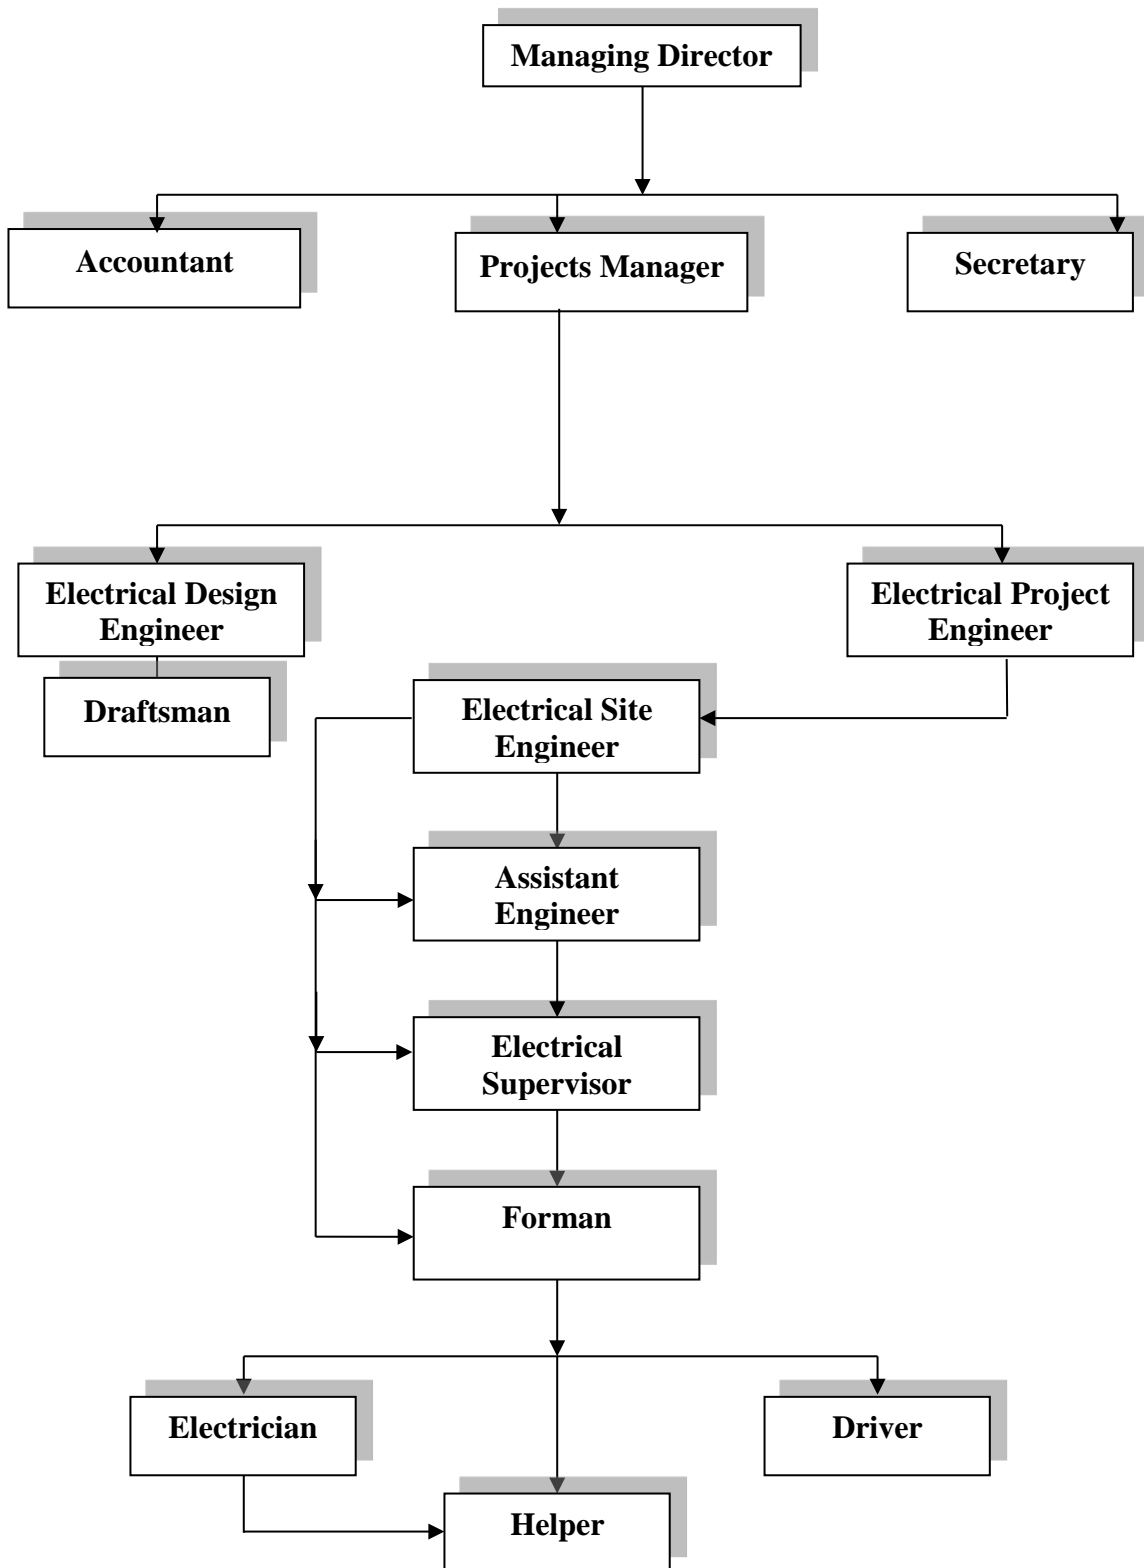 Managing Director
Accountant
Projects Manager
Secretary
Electrical Design
Engineer
Electrical Project
Engineer
Draftsman
Electrical Site
Engineer
Assistant
Engineer
Electrical
Supervisor
Forman
Electrician
Driver
Helper